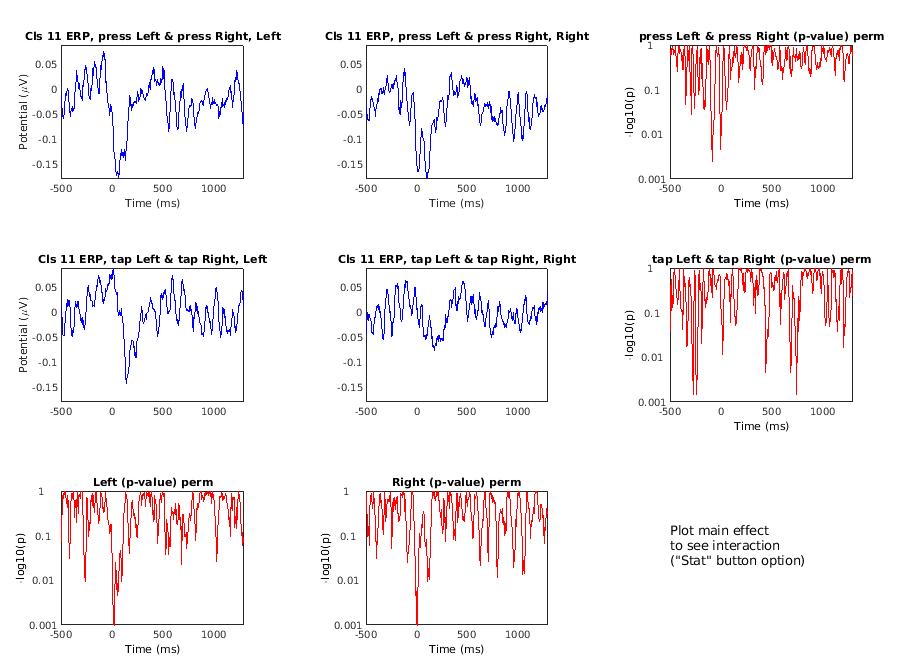 Cls 11 ERP, press Left & press Right, Left
0.05
0
-0.05
-0.1
-0.15
Potential (μV)
-500 0 500 1000
Time (ms)
Cls 11 ERP, press Left & press Right, Right
0.05
0
-0.05
-0.1
-0.15
-500 0 500 1000
Time (ms)
press Left & press Right (p-value) perm
1
0.1
0.01
0.001
-log10(p)
-500 0 500 1000
Time (ms)
Cls 11 ERP, tap Left & tap Right, Left
0.05
0
-0.05
-0.1
-0.15
Potential (μV)
-500 0 500 1000
Time (ms)
Cls 11 ERP, tap Left & tap Right, Right
0.05
0
-0.05
-0.1
-0.15
-500 0 500 1000
Time (ms)
tap Left & tap Right (p-value) perm
1
0.1
0.01
0.001
-log10(p)
-500 0 500 1000
Time (ms)
Left (p-value) perm
1
0.1
0.01
0.001
-log10(p)
-500 0 500 1000
Time (ms)
Right (p-value) perm
1
0.1
0.01
0.001
-log10(p)
-500 0 500 1000
Time (ms)
Plot main effect
to see interaction
("Stat" button option)